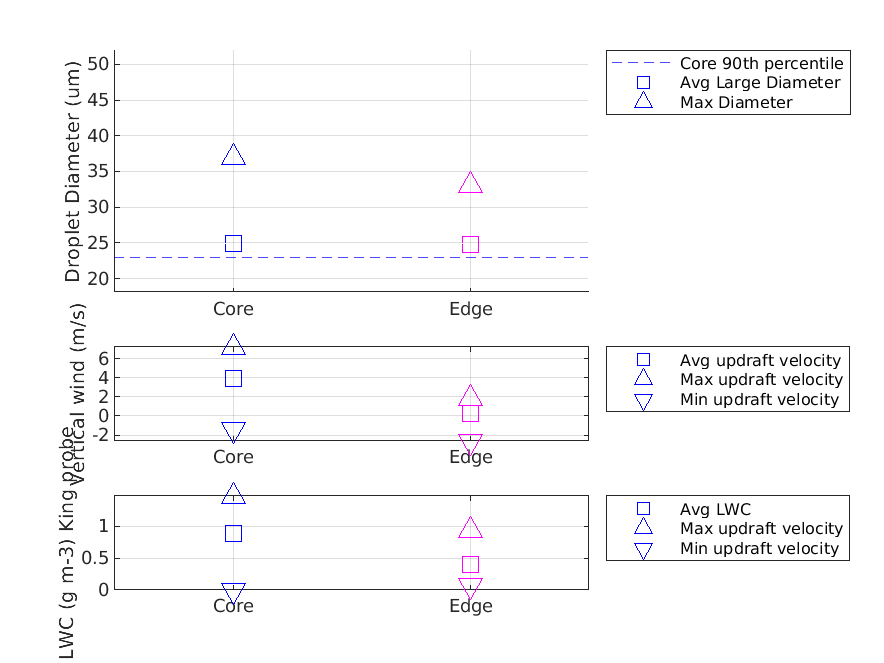 Droplet Diameter (um)
50
45
40
35
30
25
20
Core
Edge
Core 90th percentile
Avg Large Diameter
Max Diameter
Vertical wind (m/s)
6
4
2
0
-2
Core
Edge
Avg updraft velocity
Max updraft velocity
Min updraft velocity
LWC (g m-3) King probe
1
0.5
0
Core
Edge
Avg LWC
Max updraft velocity
Min updraft velocity